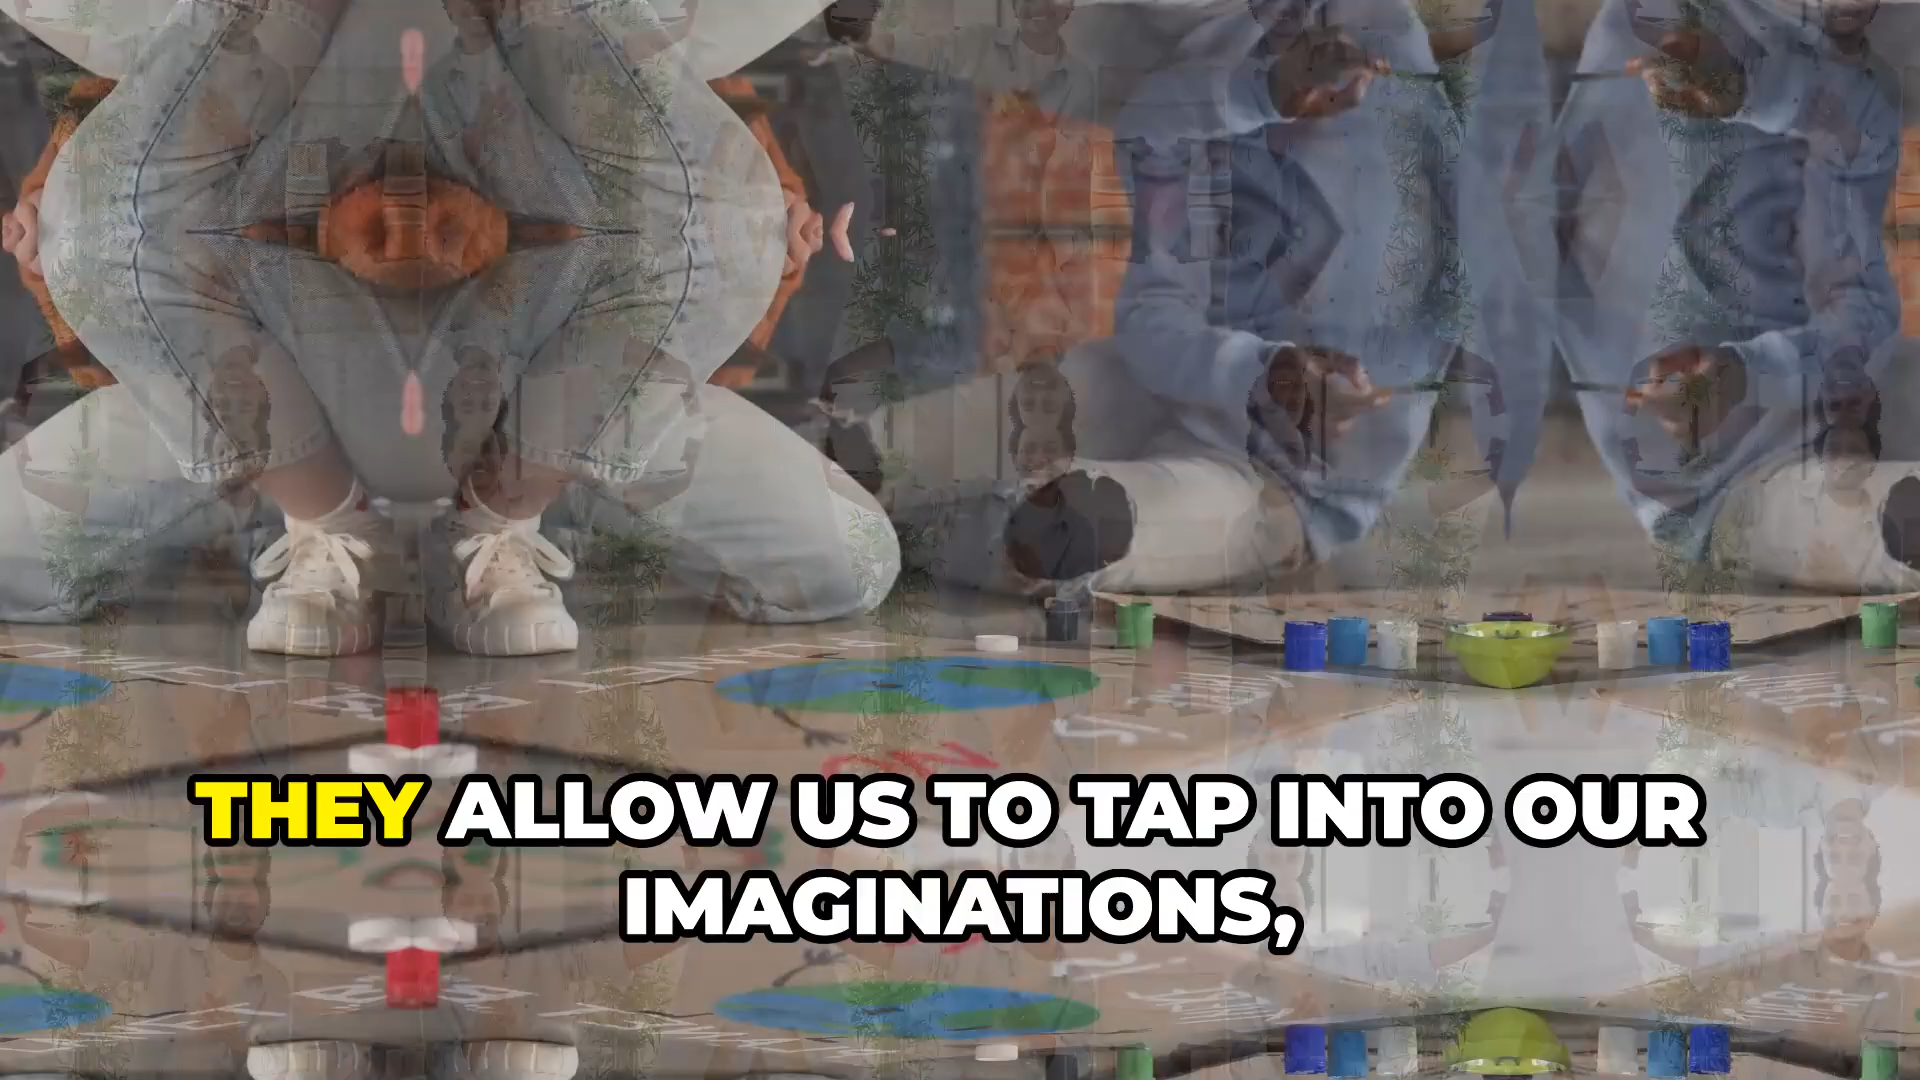 THEY ALLOW US TO TAP INTO OUR
IMAGINATIONS,